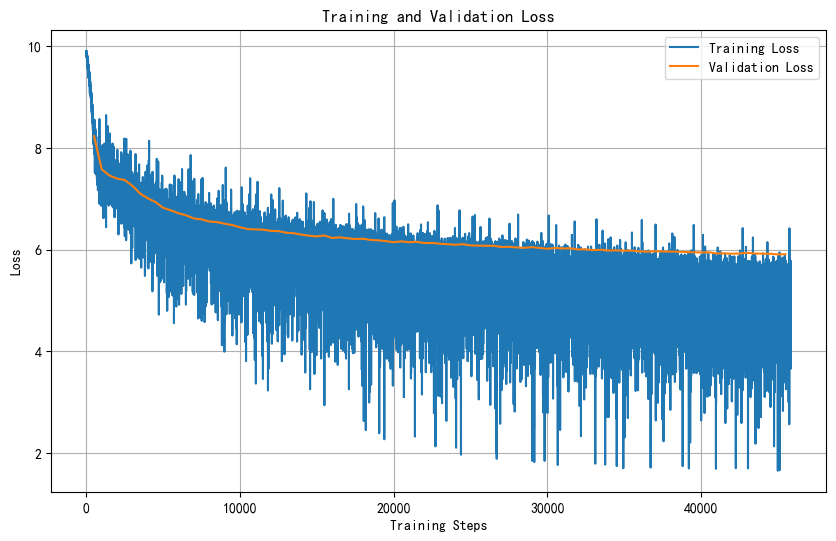 Training and Validation Loss
Training Loss
Validation Loss
10
8
6
4
2
Loss
0
10000
20000
30000
40000
Training Steps